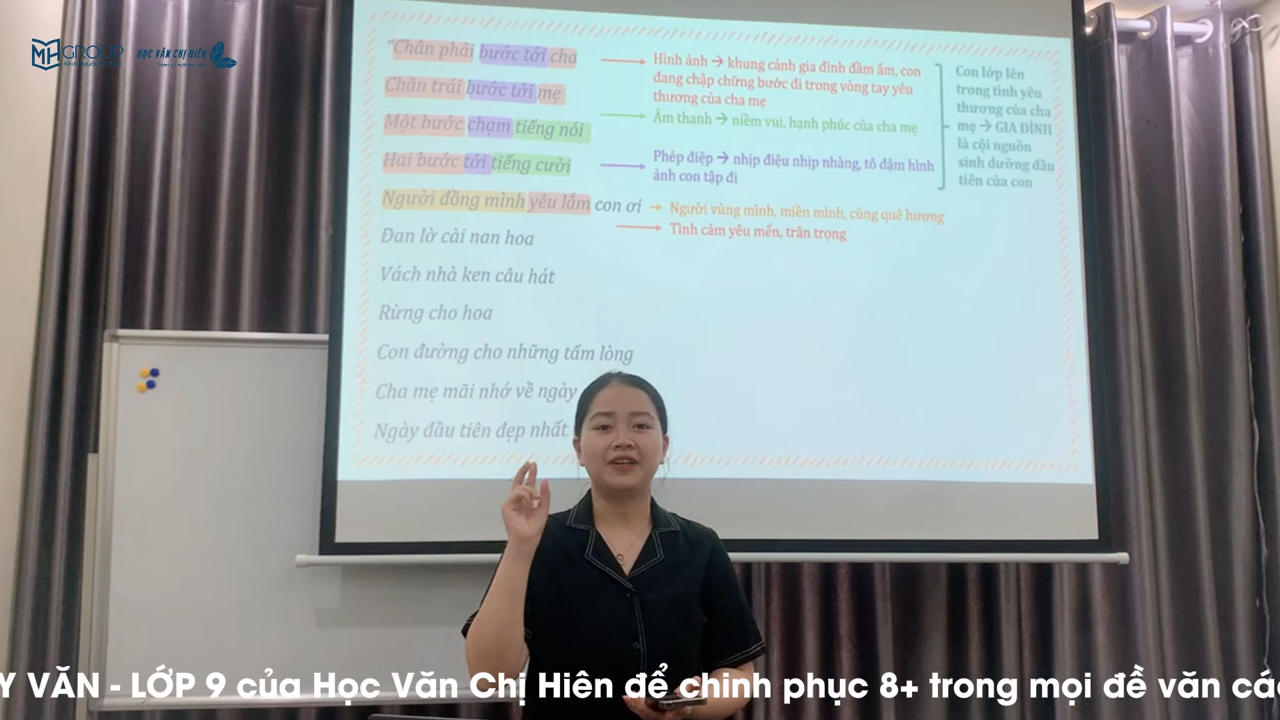 MH GROUP
HỌC VĂN CHỊ HIÊN
"Chân phải bước tới cha
Chân trái bước tới mẹ
Một bước chạm tiếng nói
Hai bước tới tiếng cười
Người đồng mình yêu lắm con ơi
Đan lờ cài nan hoa
Vách nhà ken câu hát
Rừng cho hoa
Con đường cho những tấm lòng
Cha mẹ mãi nhớ về ngày
Ngày đầu tiên đẹp nhất
Hình ảnh → khung cảnh gia đình đầm ấm, con
đang chập chững bước đi trong vòng tay yêu
thương của cha mẹ
Âm thanh → niềm vui, hạnh phúc của cha mẹ
Phép điệp → nhịp điệu nhịp nhàng, tô đậm hình
ảnh con tập đi
Người vùng mình, miền mình, cùng quê hương
Tình cảm yêu mến, trân trọng
Con lớp lên
trong tình yêu
thương của cha
mẹ → GIA ĐÌNH
là cội nguồn
sinh dưỡng đầu
tiên của con
Y VĂN - LỚP 9 của Học Văn Chị Hiên để chinh phục 8+ trong mọi đề văn các